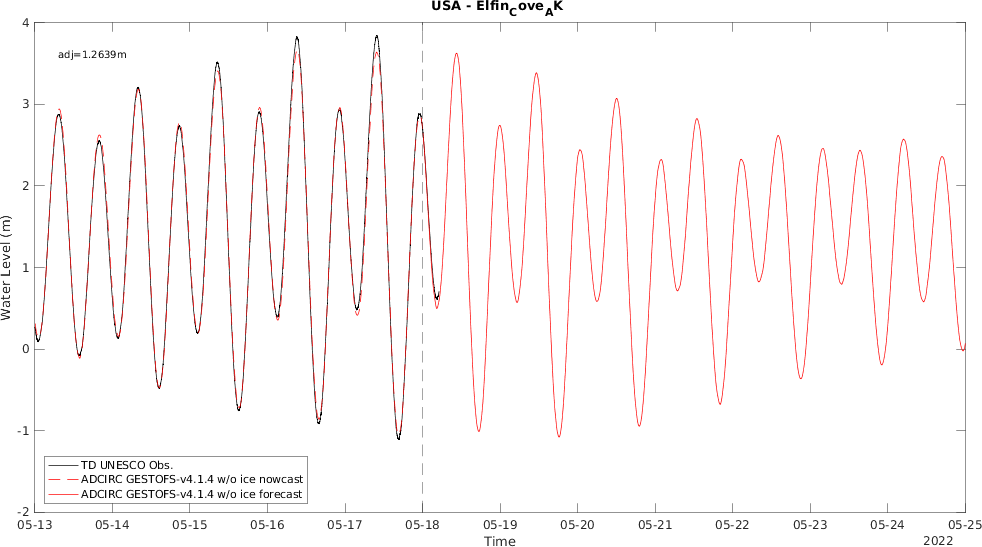 USA - ElfinCoveAK
adj=1.2639m
4
3
2
1
0
-1
-2
Water Level (m)
TD UNESCO Obs.
ADCIRC GESTOFS-v4.1.4 w/o ice nowcast
ADCIRC GESTOFS-v4.1.4 w/o ice forecast
05-13 05-14 05-15 05-16 05-17 05-18 05-19 05-20 05-21 05-22 05-23 05-24 05-25
Time
2022